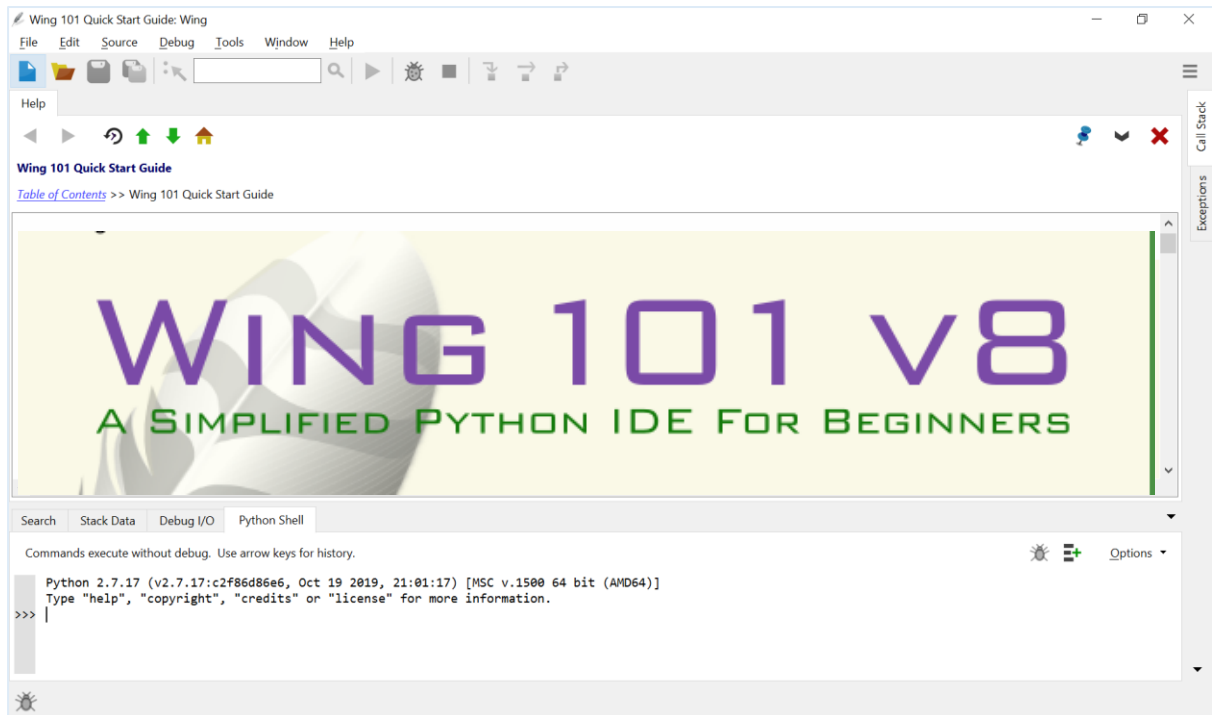 Wing 101 Quick Start Guide: Wing
File Edit Source Debug Tools Window Help
Help
Call Stack
Exceptions
Wing 101 Quick Start Guide
Table of Contents >> Wing 101 Quick Start Guide
WING 101 V8
A SIMPLIFIED PYTHON IDE FOR BEGINNERS
Search Stack Data Debug I/O Python Shell
Commands execute without debug. Use arrow keys for history.
Options
Python 2.7.17 (v2.7.17:c2f86d86e6, Oct 19 2019, 21:01:17) [MSC v.1500 64 bit (AMD64)]
Type "help", "copyright", "credits" or "license" for more information.
>>>